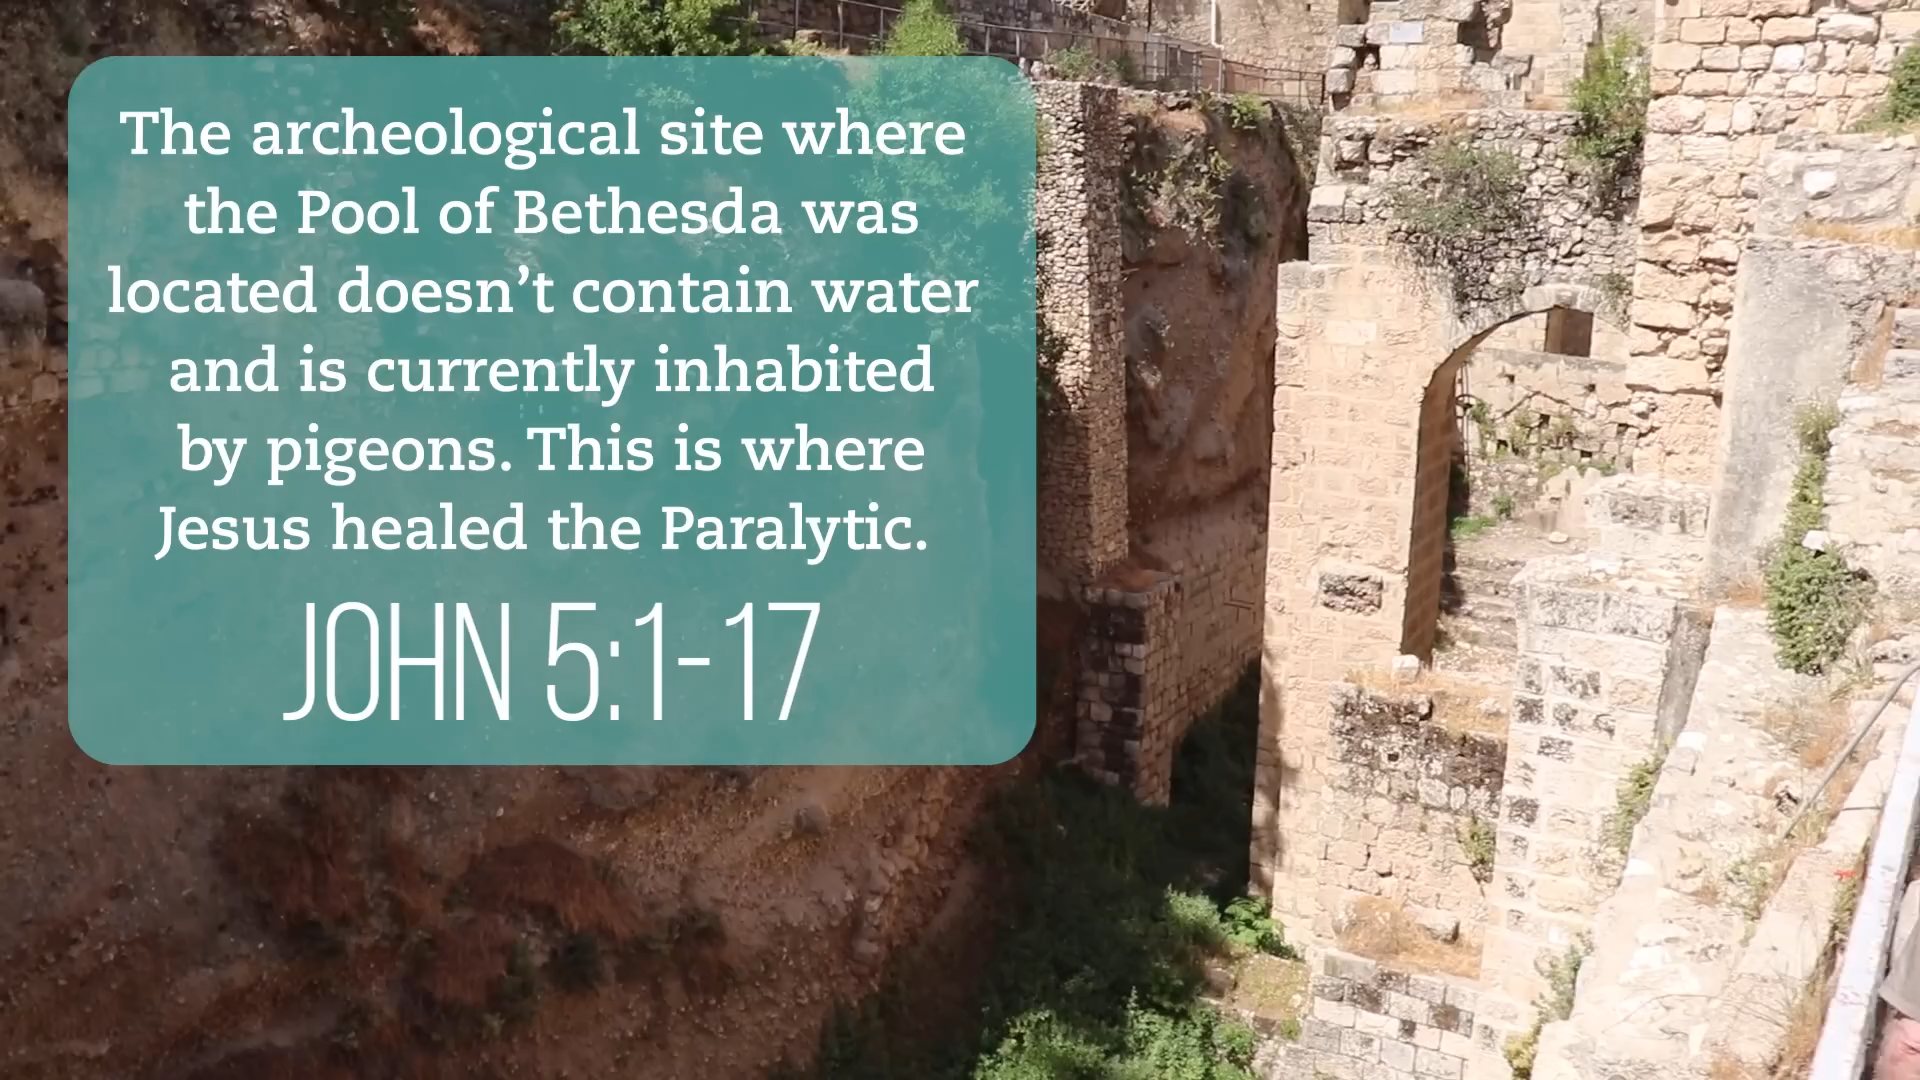 The archeological site where
the Pool of Bethesda was
located doesn’t contain water
and is currently inhabited
by pigeons. This is where
Jesus healed the Paralytic.
JOHN 5:1-17